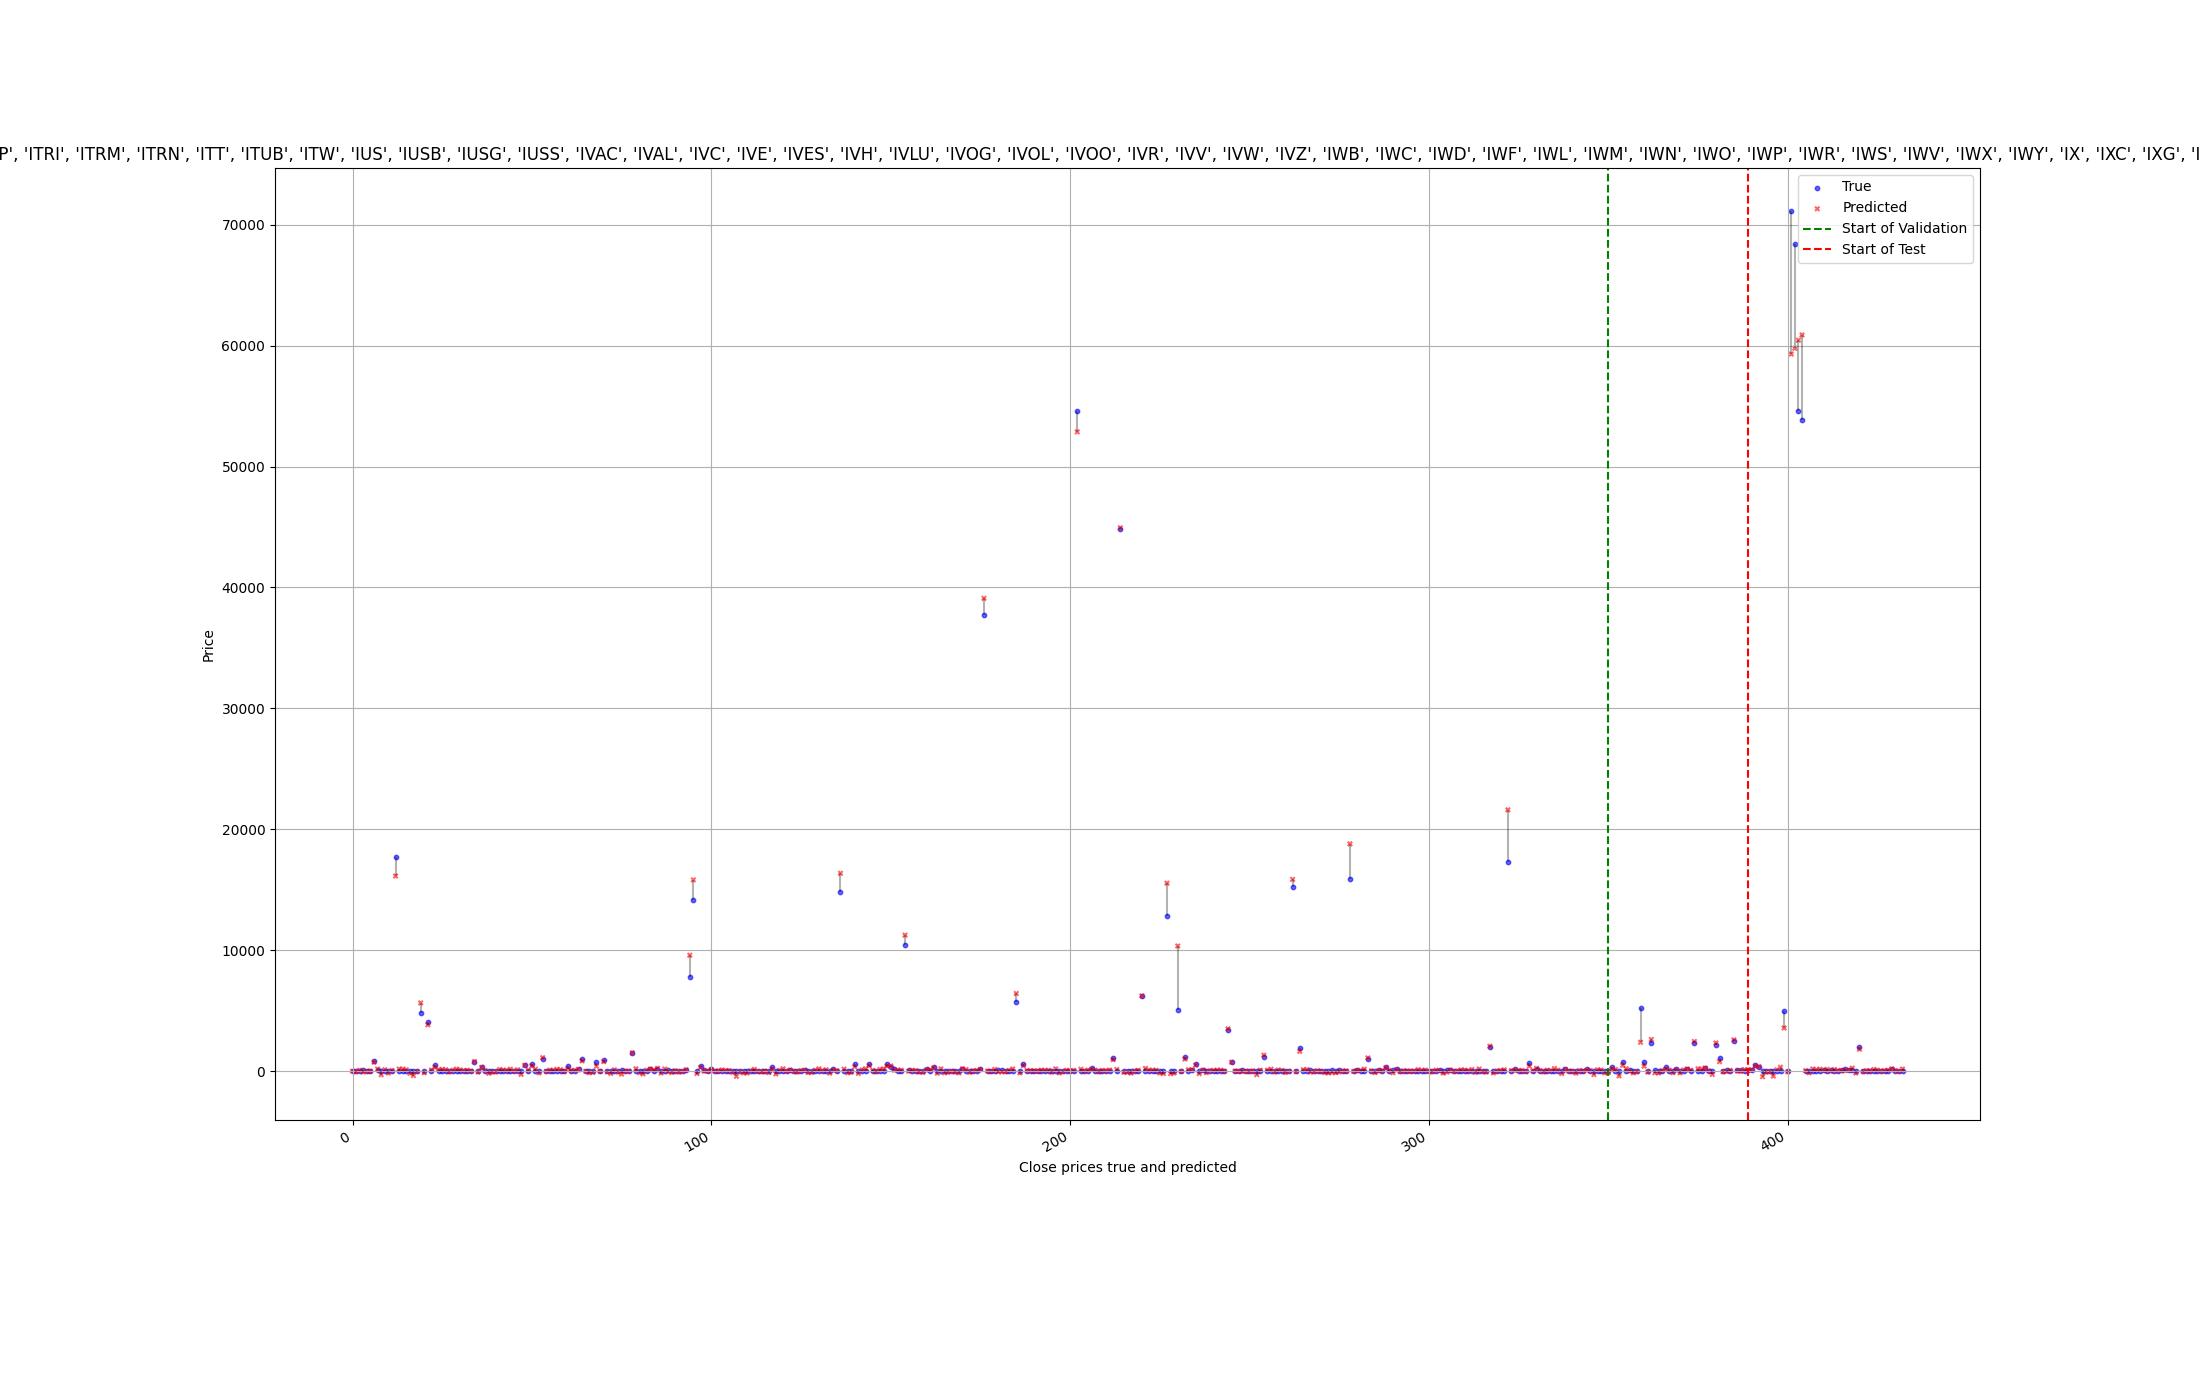 P', 'ITRI', 'ITRM', 'ITRN', 'ITT', 'ITUB', 'ITW', 'IUS', 'IUSB', 'IUSG', 'IUSS', 'IVAC', 'IVAL', 'IVC', 'IVE', 'IVES', 'IVH', 'IVLU', 'IVOG', 'IVOL', 'IVOO', 'IVR', 'IVV', 'IVW', 'IVZ', 'IWB', 'IWC', 'IWD', 'IWF', 'IWL', 'IWM', 'IWN', 'IWO', 'IWP', 'IWR', 'IWS', 'IWV', 'IWX', 'IWY', 'IX', 'IXC', 'IXG', 'I
True
Predicted
Start of Validation
Start of Test
70000
60000
50000
40000
30000
20000
10000
0
Price
0
100
200
300
400
Close prices true and predicted